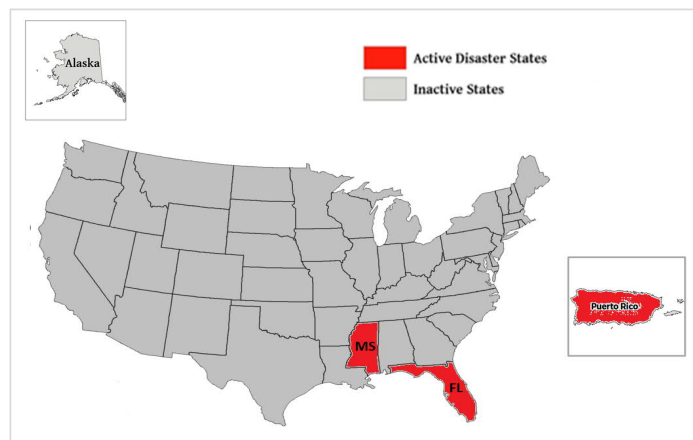 Alaska
Active Disaster States
Inactive States
Puerto Rico
MS
FL